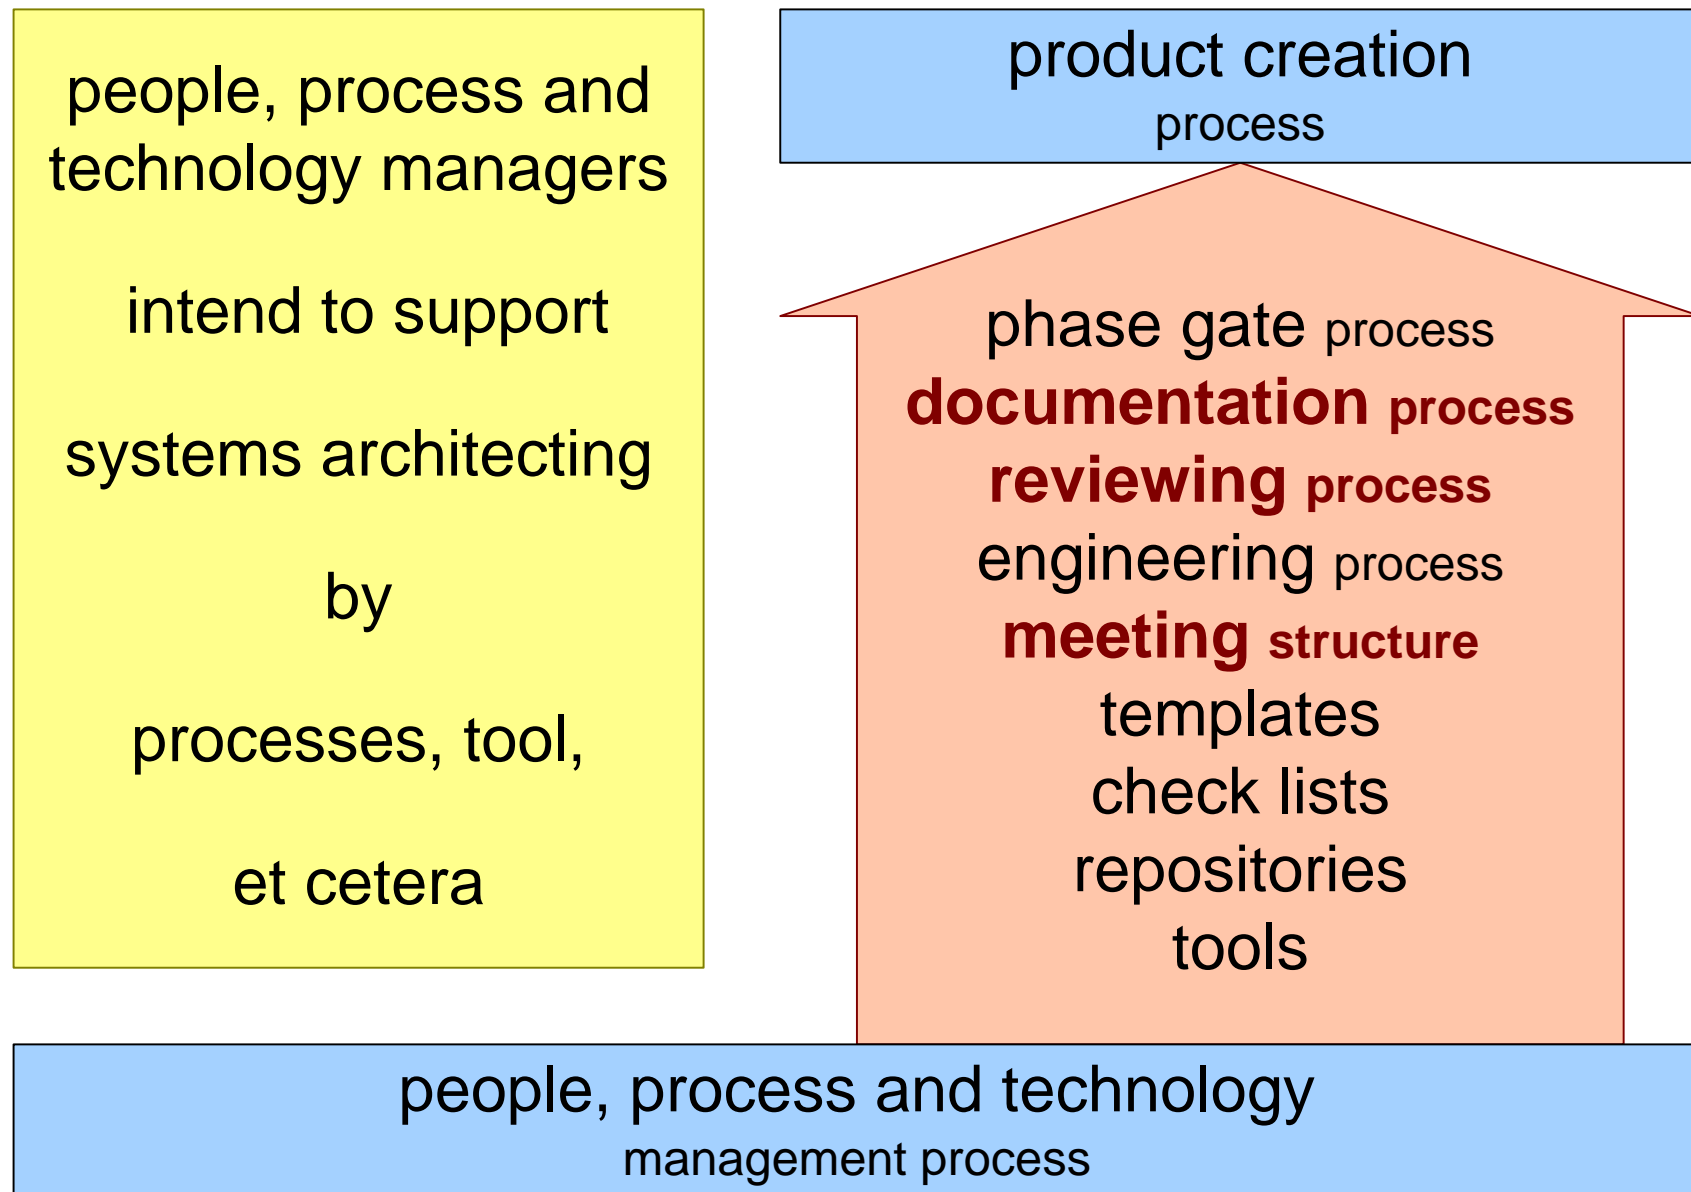 people, process and
technology managers
intend to support
systems architecting
by
processes, tool,
et cetera
product creation
process
phase gate process
documentation process
reviewing process
engineering process
meeting structure
templates
check lists
repositories
tools
people, process and technology
management process